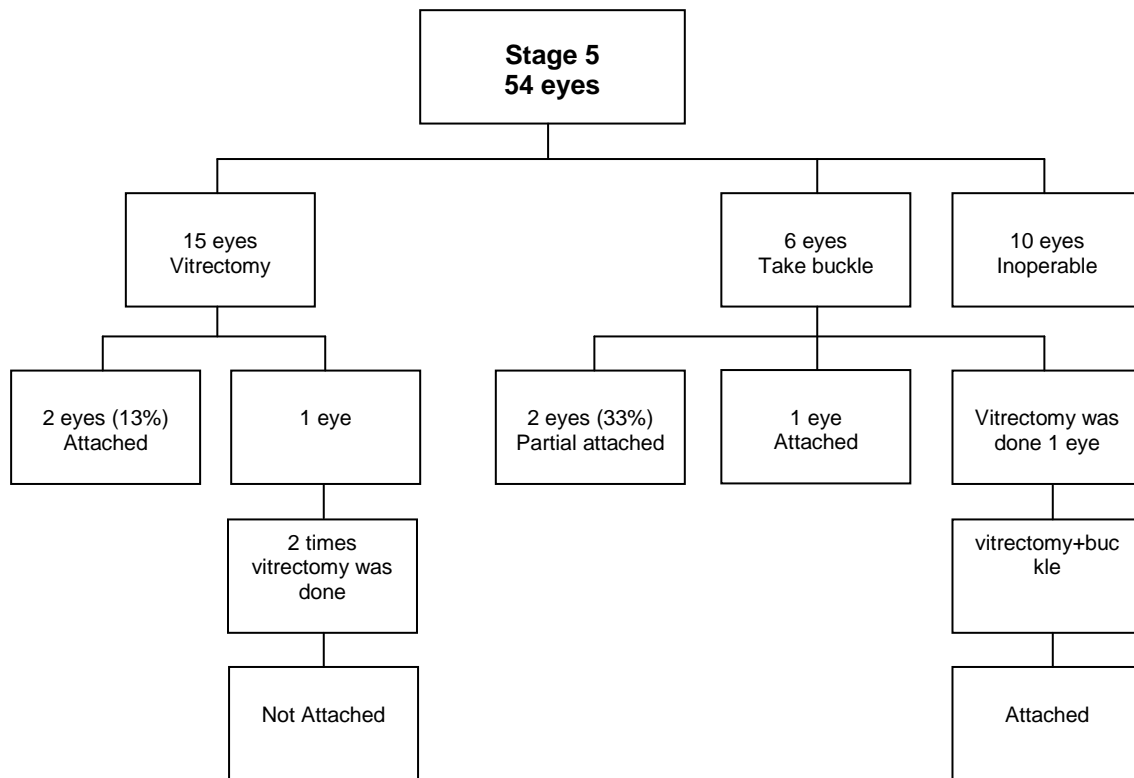 Stage 5
54 eyes
15 eyes
Vitrectomy
6 eyes
Take buckle
10 eyes
Inoperable
2 eyes (13%)
Attached
1 eye
2 eyes (33%)
Partial attached
1 eye
Attached
Vitrectomy was
done 1 eye
2 times
vitrectomy was
done
vitrectomy+buc
kle
Not Attached
Attached